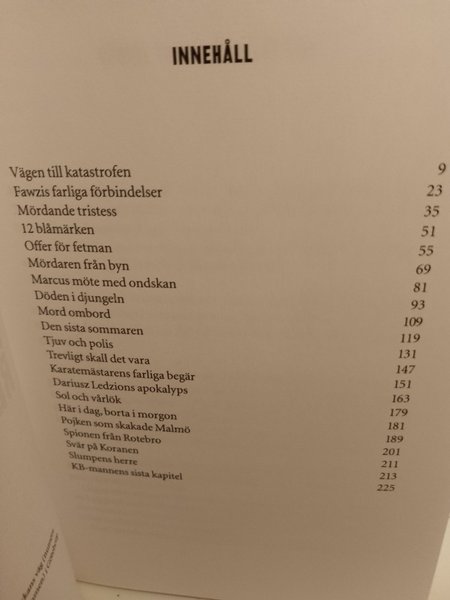 INNEHÅLL
Vägen till katastrofen 9
Fawzis farliga förbindelser 23
Mördande tristess 35
12 blåmärken 51
Offer för fetman 55
Mördaren från byn 69
Marcus möte med ondskan 81
Döden i djungeln 93
Mord ombord 109
Den sista sommaren 119
Tjuv och polis 131
Trevligt skall det vara 147
Karatemästarens farliga begär 151
Dariusz Ledzions apokalyps 163
Sol och vårlök 179
Här i dag, borta i morgon 181
Pojken som skakade Malmö 189
Spionen från Rotebro 201
Svär på Koranen 211
Slumpens herre 213
KB-mannens sista kapitel 225